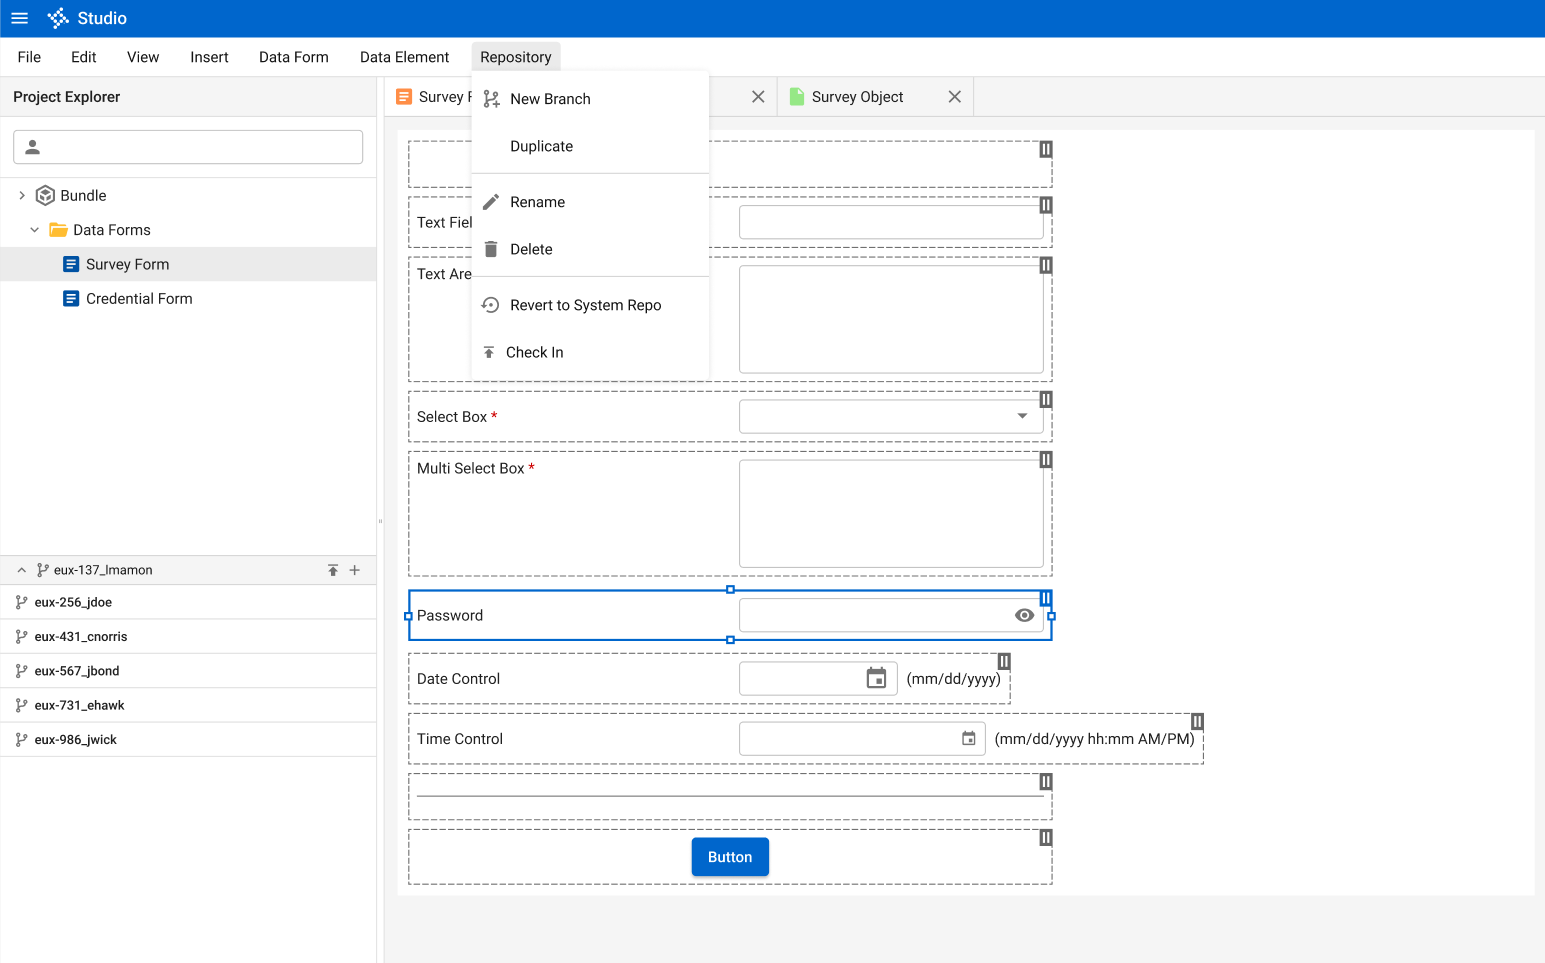 Studio
File Edit View Insert Data Form Data Element Repository
Project Explorer
Survey
Survey Object
New Branch
Duplicate
Rename
Delete
Revert to System Repo
Check In
Bundle
Data Forms
Survey Form
Credential Form
eux-137_lmamon
eux-256_jdoe
eux-431_cnorris
eux-567_jbond
eux-731_ehawk
eux-986_jwick
Text
Text
Select Box *
Multi Select Box *
Password
Date Control
(mm/dd/yyyy)
Time Control
(mm/dd/yyyy hh:mm AM/PM)
Button